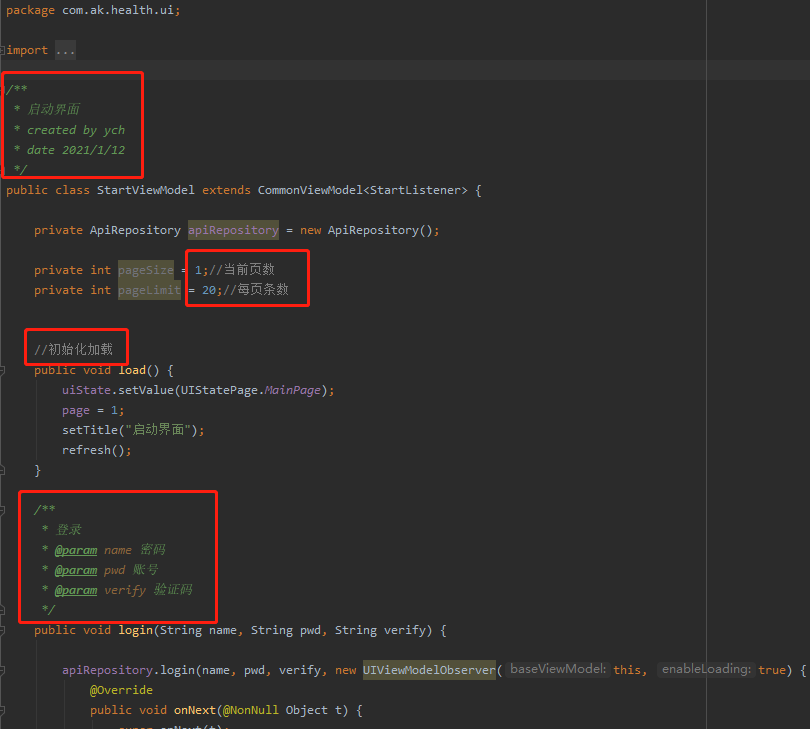 package com.ak.health.ui;
import ...
/**
* 启动界面
* created by ych
* date 2021/1/12
*/
public class StartViewModel extends CommonViewModel<StartListener> {
private ApiRepository apiRepository = new ApiRepository();
private int pageSize = 1;//当前页数
private int pageLimit = 20;//每页条数
//初始化加载
public void load() {
uiState.setValue(UIStatePage.MainPage);
page = 1;
setTitle("启动界面");
refresh();
}
/**
* 登录
* @param name 密码
* @param pwd 账号
* @param verify 验证码
*/
public void login(String name, String pwd, String verify) {
apiRepository.login(name, pwd, verify, new UIViewModelObserver( baseViewModel: this, enableLoading: true) {
@Override
public void onNext(@NonNull Object t) {